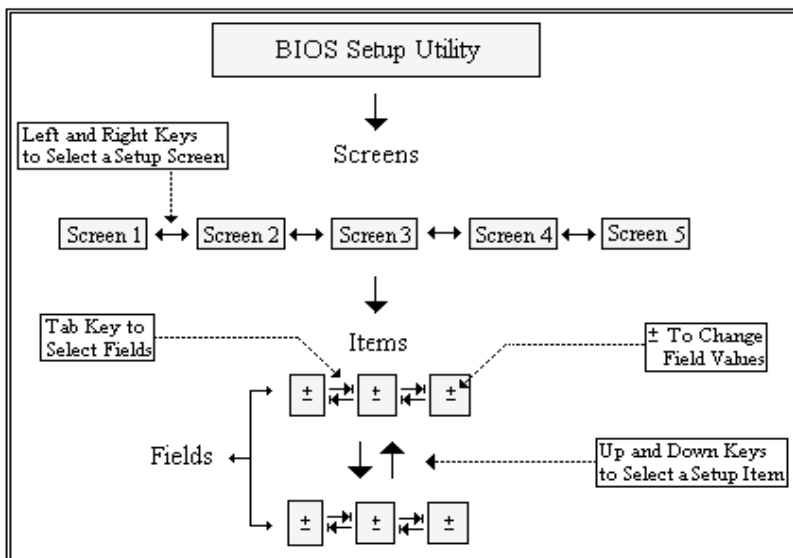 BIOS Setup Utility
Left and Right Keys
to Select a Setup Screen
Screens
Screen 1
Screen 2
Screen 3
Screen 4
Screen 5
Tab Key to
Select Fields
Items
± To Change
Field Values
± ± ±
Fields
Up and Down Keys
to Select a Setup Item
± ± ±